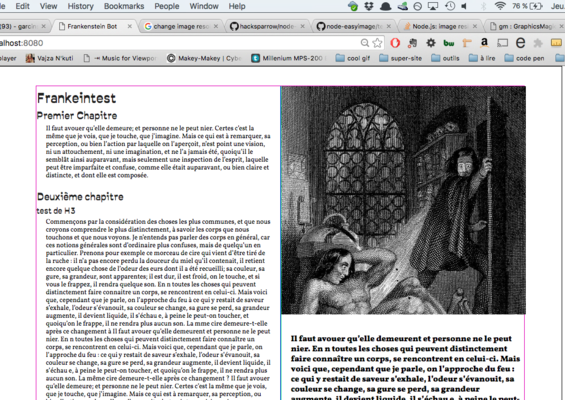 View History Bookmarks People Window Help
76 % Jeu.
(93) - garcin Frankenstein Bot change image reso hacksparrow/node- node-easyimage/to Node.js: image res gm : GraphicsMagi
alhost:8080
player Vajza N'kuti Music for Viewer Makey-Makey | Cybe Millenium MPS-200 cool gif super-site outils à lire code pen
Frankeintest
Premier Chapitre
Il faut avouer qu'elle demeure; et personne ne le peut nier. Certes c'est la
même que je vois, que je touche, que j'imagine. Mais ce qui est à remarquer, sa
perception, ou bien l'action par laquelle on l'aperçoit, n'est point une vision,
ni un attouchement, ni une imagination, et ne l'a jamais été, quoiqu'il le
semblât ainsi auparavant, mais seulement une inspection de l'esprit, laquelle
peut être imparfaite et confuse, comme elle était auparavant, ou bien claire et
distincte, et dont elle est composée.
Deuxième chapitre
test de H3
Commençons par la considération des choses les plus communes, et que nous
croyons comprendre le plus distinctement, à savoir les corps que nous
touchons et que nous voyons. Je n'entends pas parler des corps en général, car
ces notions générales sont d'ordinaire plus confuses, mais de quelqu'un en
particulier. Prenons pour exemple ce morceau de cire qui vient d'être tiré de
la ruche : il n'a pas encore perdu la douceur du miel qu'il contenait, il retient
encore quelque chose de l'odeur des eurs dont il a été recueilli; sa couleur, sa
gure, sa grandeur, sont apparentes; il est dur, il est froid, on le touche, et si
vous le frappez, il rendra quelque son. En n toutes les choses qui peuvent
distinctement faire connaître un corps, se rencontrent en celui-ci. Mais voici
que, cependant que je parle, on l'approche du feu : ce qui y restait de saveur
s'exhale, l'odeur s'évanouit, sa couleur se change, sa gure se perd, sa grandeur
augmente, il devient liquide, il s'échau e, à peine le peut-on toucher, et
quoiqu'on le frappe, il ne rendra plus aucun son. La même cire demeure-t-elle
après ce changement ? Il faut avouer qu'elle demeure et personne ne le peut
nier. En n toutes les choses qui peuvent distinctement faire connaître un
corps, se rencontrent en celui-ci. Mais voici que, cependant que je parle, on
l'approche du feu : ce qui y restait de saveur s'exhale, l'odeur s'évanouit, sa
couleur se change, sa gure se perd, sa grandeur augmente, il devient liquide, il
s'échau e, à peine le peut-on toucher, et quoiqu'on le frappe, il ne rendra plus
aucun son. La même cire demeure-t-elle après ce changement ? Il faut avouer
qu'elle demeure; et personne ne le peut nier. Certes c'est la même que je vois,
que je touche, que j'imagine. Mais ce qui est à remarquer, sa perception, ou
Il faut avouer qu'elle demeurent et personne ne le peut
nier. En n toutes les choses qui peuvent distinctement
faire connaître un corps, se rencontrent en celui-ci. Mais
voici que, cependant que je parle, on l'approche du feu :
ce qui y restait de saveur s'exhale, l'odeur s'évanouit, sa
couleur se change, sa gure se perd, sa grandeur
augmente, il devient liquide, il s'échau e, à peine le peut-